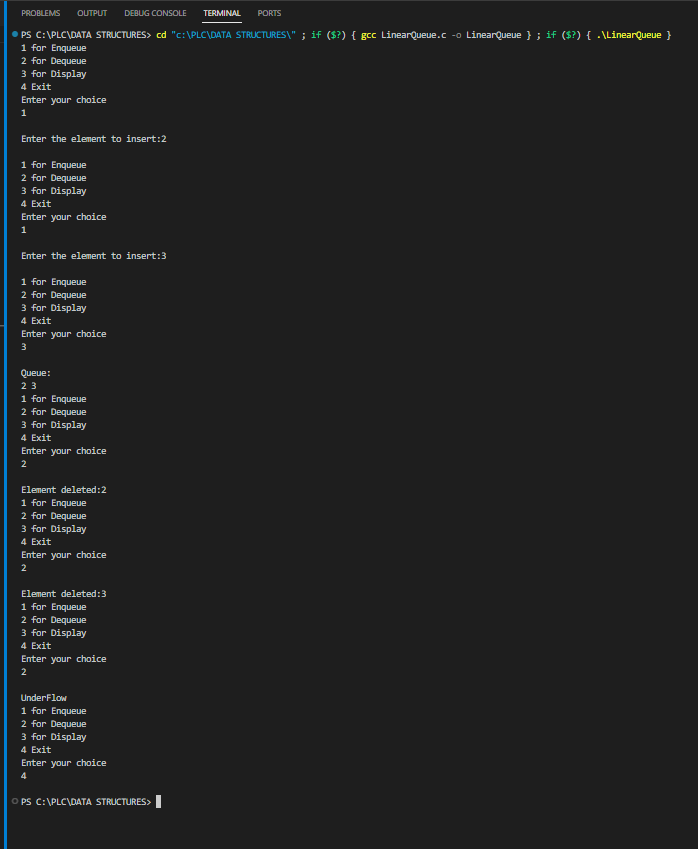 PROBLEMS OUTPUT DEBUG CONSOLE TERMINAL PORTS
PS C:\PLC\DATA STRUCTURES> cd "c:\PLC\DATA STRUCTURES\" ; if ($?) { gcc LinearQueue.c -o LinearQueue } ; if ($?) { .\LinearQueue }
1 for Enqueue
2 for Dequeue
3 for Display
4 Exit
Enter your choice
1
Enter the element to insert:2
1 for Enqueue
2 for Dequeue
3 for Display
4 Exit
Enter your choice
1
Enter the element to insert:3
1 for Enqueue
2 for Dequeue
3 for Display
4 Exit
Enter your choice
3
Queue:
2 3
1 for Enqueue
2 for Dequeue
3 for Display
4 Exit
Enter your choice
2
Element deleted:2
1 for Enqueue
2 for Dequeue
3 for Display
4 Exit
Enter your choice
2
Element deleted:3
1 for Enqueue
2 for Dequeue
3 for Display
4 Exit
Enter your choice
2
UnderFlow
1 for Enqueue
2 for Dequeue
3 for Display
4 Exit
Enter your choice
4
PS C:\PLC\DATA STRUCTURES>